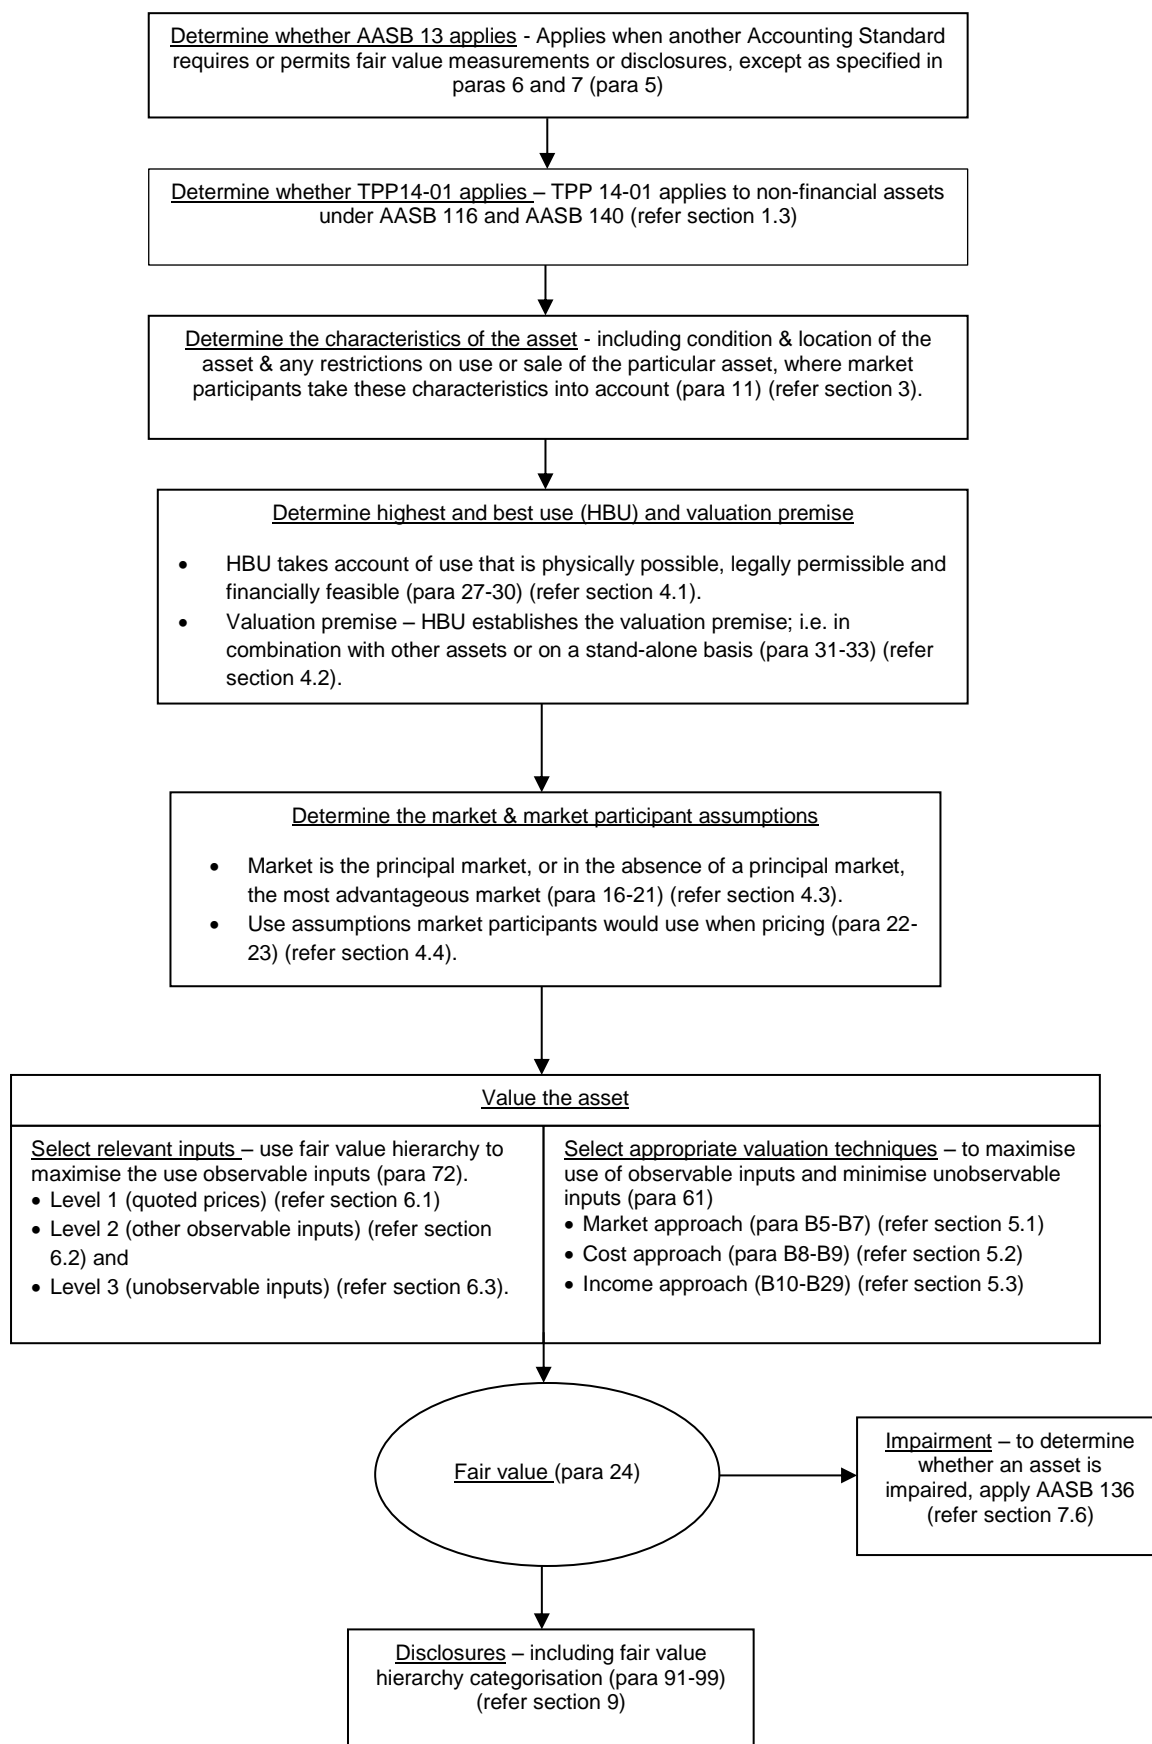 Determine whether AASB 13 applies - Applies when another Accounting Standard
requires or permits fair value measurements or disclosures, except as specified in
paras 6 and 7 (para 5)
Determine whether TPP14-01 applies – TPP 14-01 applies to non-financial assets
under AASB 116 and AASB 140 (refer section 1.3)
Determine the characteristics of the asset - including condition & location of the
asset & any restrictions on use or sale of the particular asset, where market
participants take these characteristics into account (para 11) (refer section 3).
Determine highest and best use (HBU) and valuation premise
• HBU takes account of use that is physically possible, legally permissible and
financially feasible (para 27-30) (refer section 4.1).
• Valuation premise – HBU establishes the valuation premise; i.e. in
combination with other assets or on a stand-alone basis (para 31-33) (refer
section 4.2).
Determine the market & market participant assumptions
• Market is the principal market, or in the absence of a principal market,
the most advantageous market (para 16-21) (refer section 4.3).
• Use assumptions market participants would use when pricing (para 22-
23) (refer section 4.4).
Value the asset
Select relevant inputs – use fair value hierarchy to
maximise the use observable inputs (para 72).
• Level 1 (quoted prices) (refer section 6.1)
• Level 2 (other observable inputs) (refer section
6.2) and
• Level 3 (unobservable inputs) (refer section 6.3).
Select appropriate valuation techniques – to maximise
use of observable inputs and minimise unobservable
inputs (para 61)
• Market approach (para B5-B7) (refer section 5.1)
• Cost approach (para B8-B9) (refer section 5.2)
• Income approach (B10-B29) (refer section 5.3)
Fair value (para 24)
Impairment – to determine
whether an asset is
impaired, apply AASB 136
(refer section 7.6)
Disclosures – including fair value
hierarchy categorisation (para 91-99)
(refer section 9)